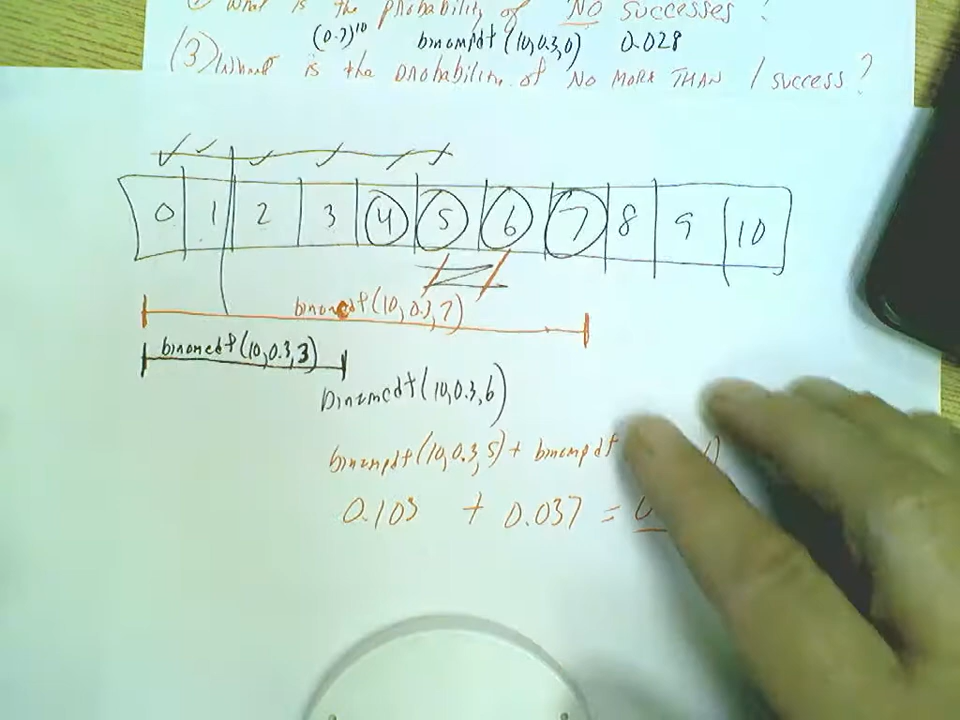 What is the probability of NO successes?
(0.7)^10 binompdf (10,0.3,0) 0.028
(3) What is the probability of NO MORE THAN 1 success?
0 1 2 3 4 5 6 7 8 9 10
binomcdf(10,0.3,7)
binomcdf(10,0.3,3)
binomcdf(10,0.3,6)
binompdf(10,0.3,5) + binompdf
0.103 + 0.037 =